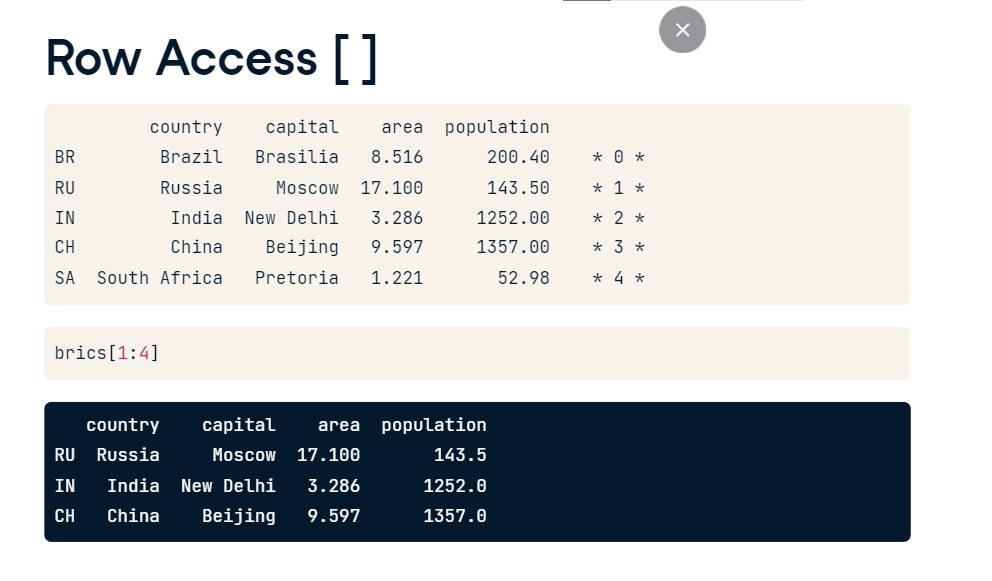 Row Access [ ]
country capital area population
BR Brazil Brasilia 8.516 200.40 * 0 *
RU Russia Moscow 17.100 143.50 * 1 *
IN India New Delhi 3.286 1252.00 * 2 *
CH China Beijing 9.597 1357.00 * 3 *
SA South Africa Pretoria 1.221 52.98 * 4 *
brics[1:4]
country capital area population
RU Russia Moscow 17.100 143.5
IN India New Delhi 3.286 1252.0
CH China Beijing 9.597 1357.0